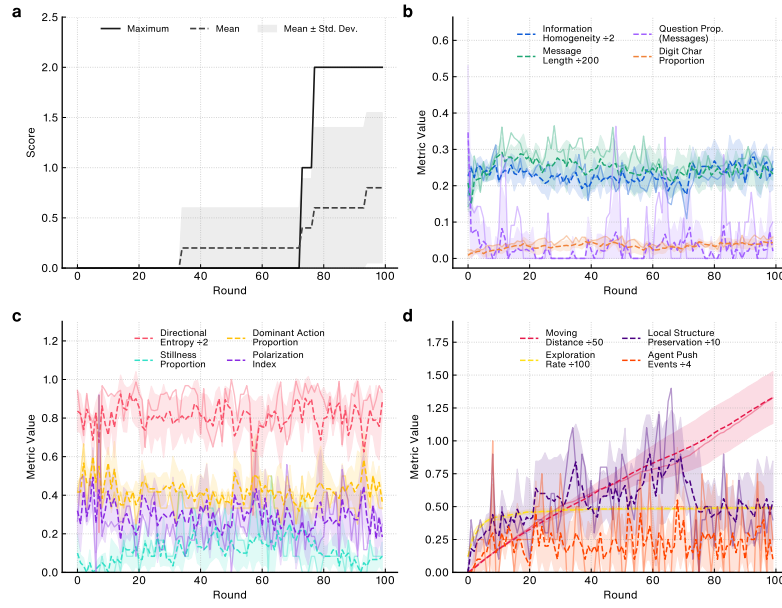 a
Maximum
Mean
Mean ± Std. Dev.
2.5
2.0
1.5
1.0
0.5
0.0
Score
0 20 40 60 80 100
Round
b
Information
Homogeneity ÷2
Message
Length ÷200
Question Prop.
(Messages)
Digit Char
Proportion
0.6
0.5
0.4
0.3
0.2
0.1
0.0
Metric Value
0 20 40 60 80 100
Round
c
Directional
Entropy ÷2
Stillness
Proportion
Dominant Action
Proportion
Polarization
Index
1.2
1.0
0.8
0.6
0.4
0.2
0.0
Metric Value
0 20 40 60 80 100
Round
d
Moving
Distance ÷50
Exploration
Rate ÷100
Local Structure
Preservation ÷10
Agent Push
Events ÷4
1.75
1.50
1.25
1.00
0.75
0.50
0.25
0.00
Metric Value
0 20 40 60 80 100
Round